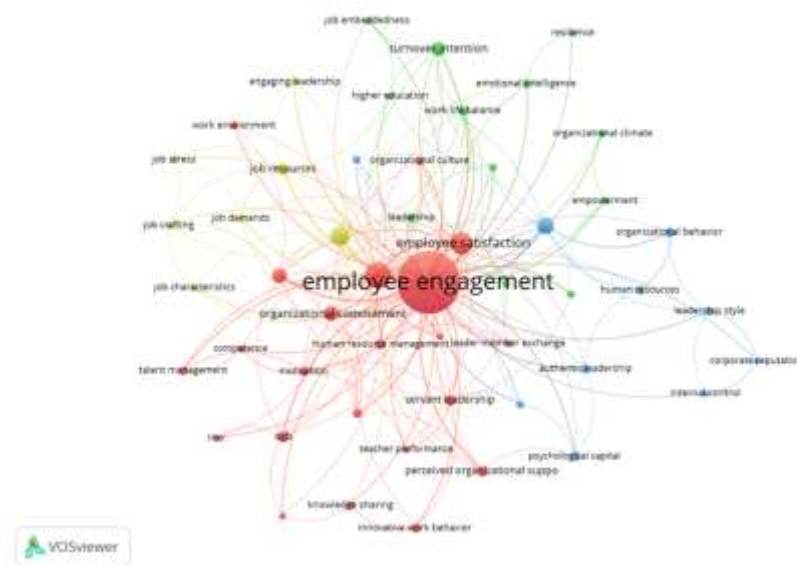 job embeddedness
turnover intention
resilience
engaging leadership
higher education
emotional intelligence
work life balance
work environment
organizational climate
job stress
job resources
organizational culture
empowerment
job crafting
job demands
leadership
employee satisfaction
organizational behavior
employee engagement
job characteristics
human resources
organizational commitment
leadership style
competence
human resource management
leader-member exchange
talent management
motivation
authentic leadership
corporate reputatio
internal control
servant leadership
teacher performance
psychological capital
perceived organizational suppo
knowledge sharing
innovative work behavior
VOSviewer